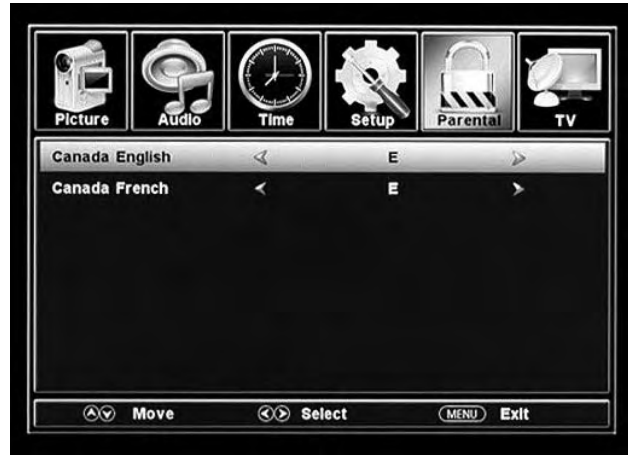 Picture Audio Time Setup Parental TV
Canada English E
Canada French E
Move Select MENU Exit